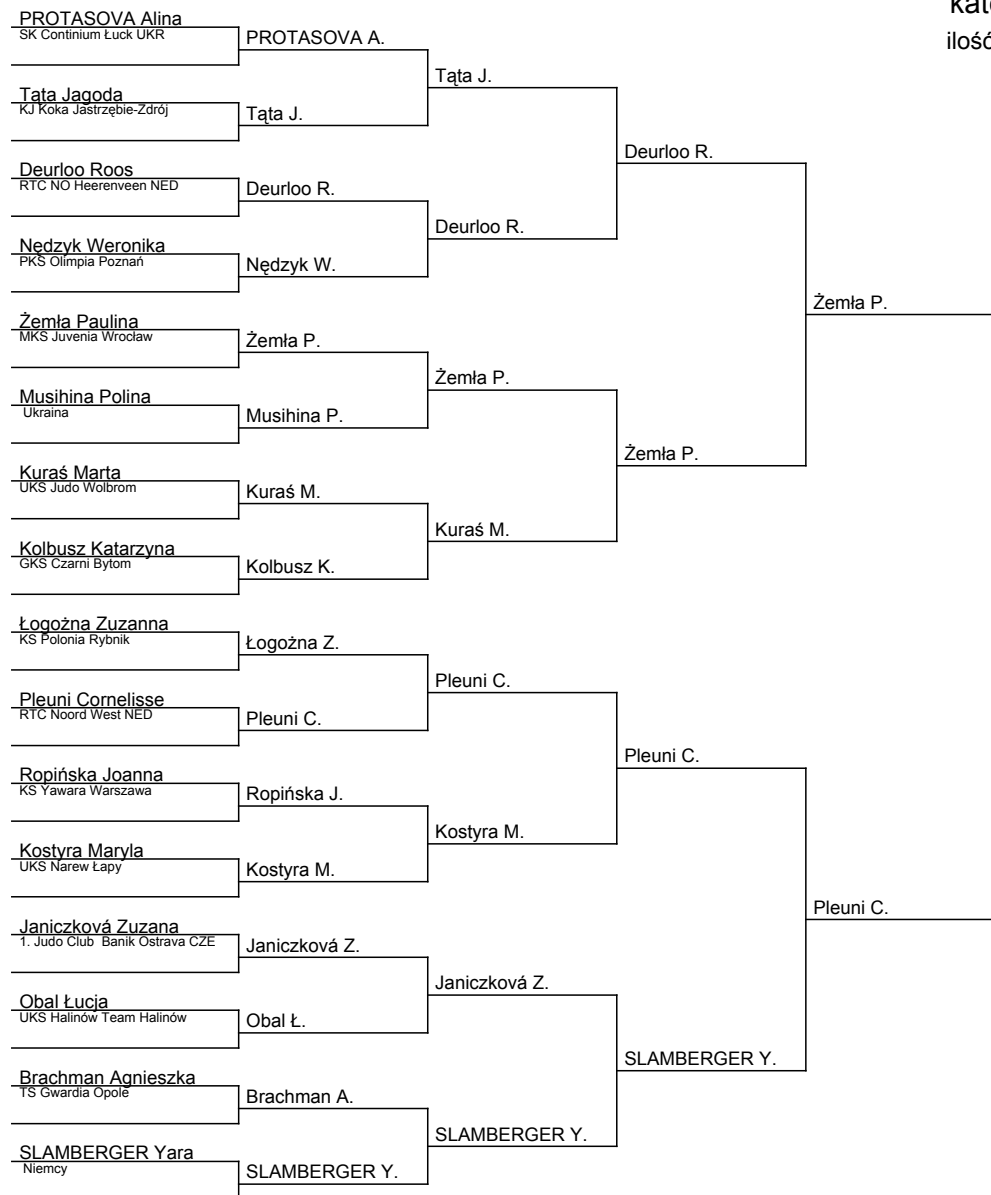 kate
ilość
PROTASOVA Alina
SK Continium Łuck UKR
PROTASOVA A.
Tąta J.
Tąta Jagoda
KJ Koka Jastrzębie-Zdrój
Tąta J.
Deurloo R.
Deurloo Roos
RTC NO Heerenveen NED
Deurloo R.
Deurloo R.
Nędzyk Weronika
PKS Olimpia Poznań
Nędzyk W.
Żemła P.
Żemła Paulina
MKS Juvenia Wrocław
Żemła P.
Żemła P.
Musihina Polina
Ukraina
Musihina P.
Żemła P.
Kuraś Marta
UKS Judo Wolbrom
Kuraś M.
Kuraś M.
Kolbusz Katarzyna
GKS Czarni Bytom
Kolbusz K.
Łogożna Zuzanna
KS Polonia Rybnik
Łogożna Z.
Pleuni C.
Pleuni Cornelisse
RTC Noord West NED
Pleuni C.
Pleuni C.
Ropińska Joanna
KS Yawara Warszawa
Ropińska J.
Kostyra M.
Kostyra Maryla
UKS Narew Łapy
Kostyra M.
Pleuni C.
Janiczková Zuzana
1. Judo Club Banik Ostrava CZE
Janiczková Z.
Janiczková Z.
Obal Łucja
UKS Halinów Team Halinów
Obal Ł.
SLAMBERGER Y.
Brachman Agnieszka
TS Gwardia Opole
Brachman A.
SLAMBERGER Y.
SLAMBERGER Yara
Niemcy
SLAMBERGER Y.